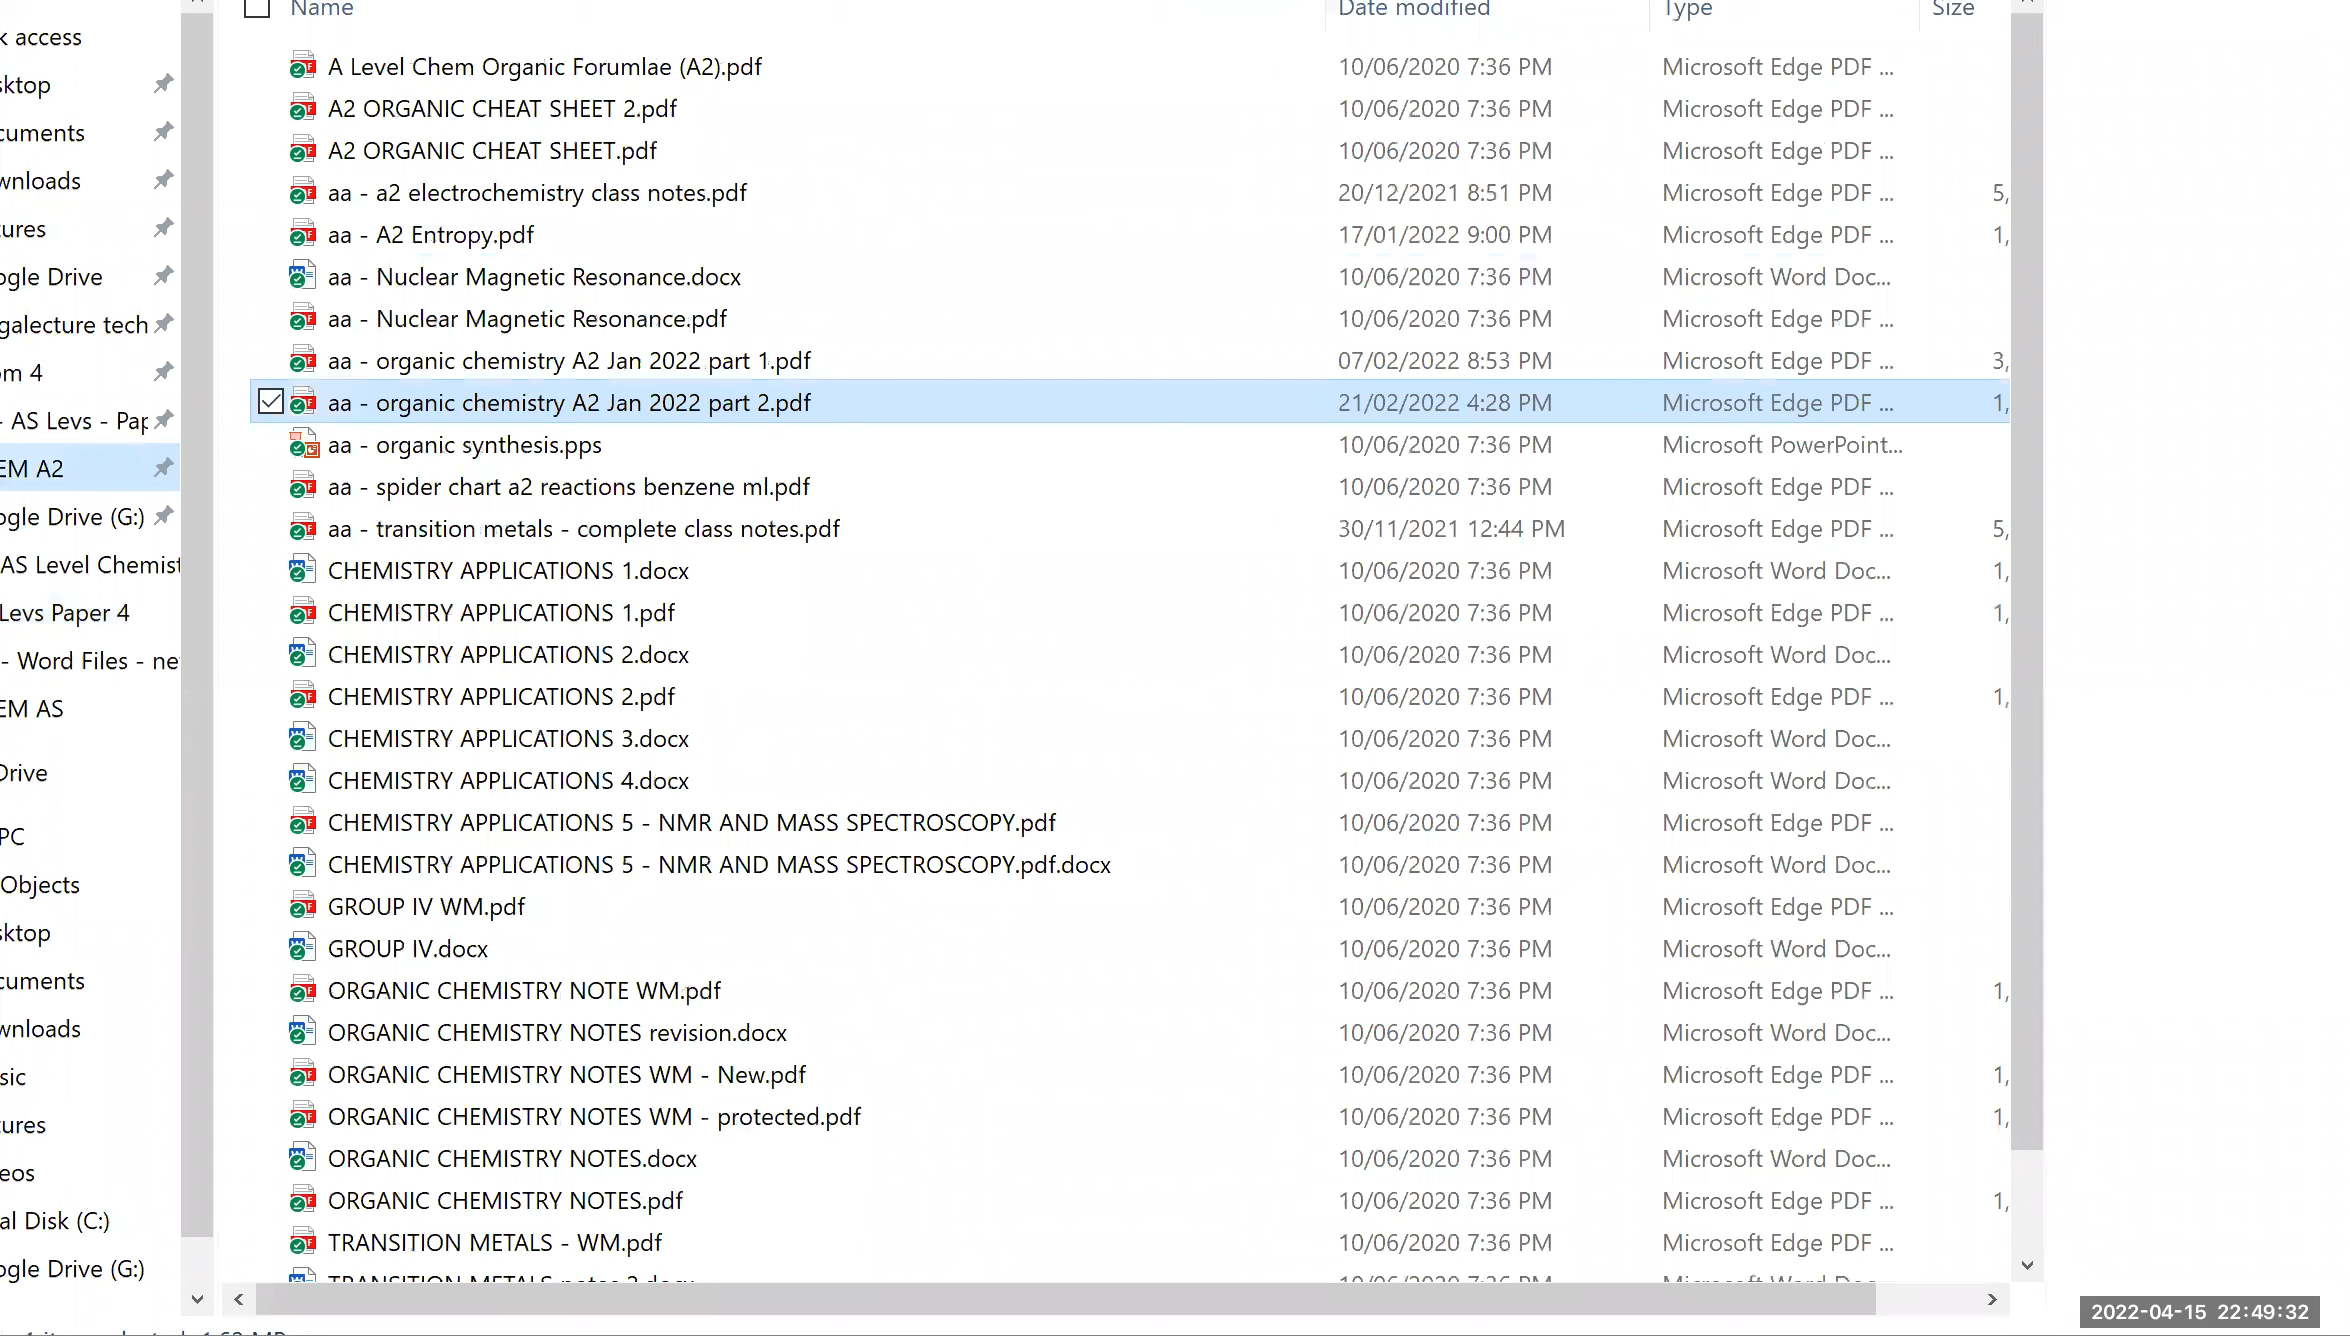 Name Date modified Type Size
k access
sktop
cuments
wnloads
tures
ogle Drive
galecture tech
om 4
- AS Levs - Pap
EM A2
ogle Drive (G:)
AS Level Chemist
Levs Paper 4
- Word Files - ne
EM AS
Drive
PC
Objects
sktop
cuments
wnloads
sic
tures
eos
al Disk (C:)
ogle Drive (G:)
A Level Chem Organic Forumlae (A2).pdf 10/06/2020 7:36 PM Microsoft Edge PDF ...
A2 ORGANIC CHEAT SHEET 2.pdf 10/06/2020 7:36 PM Microsoft Edge PDF ...
A2 ORGANIC CHEAT SHEET.pdf 10/06/2020 7:36 PM Microsoft Edge PDF ...
aa - a2 electrochemistry class notes.pdf 20/12/2021 8:51 PM Microsoft Edge PDF ... 5,
aa - A2 Entropy.pdf 17/01/2022 9:00 PM Microsoft Edge PDF ... 1,
aa - Nuclear Magnetic Resonance.docx 10/06/2020 7:36 PM Microsoft Word Doc...
aa - Nuclear Magnetic Resonance.pdf 10/06/2020 7:36 PM Microsoft Edge PDF ...
aa - organic chemistry A2 Jan 2022 part 1.pdf 07/02/2022 8:53 PM Microsoft Edge PDF ... 3,
aa - organic chemistry A2 Jan 2022 part 2.pdf 21/02/2022 4:28 PM Microsoft Edge PDF ... 1,
aa - organic synthesis.pps 10/06/2020 7:36 PM Microsoft PowerPoint...
aa - spider chart a2 reactions benzene ml.pdf 10/06/2020 7:36 PM Microsoft Edge PDF ...
aa - transition metals - complete class notes.pdf 30/11/2021 12:44 PM Microsoft Edge PDF ... 5,
CHEMISTRY APPLICATIONS 1.docx 10/06/2020 7:36 PM Microsoft Word Doc... 1,
CHEMISTRY APPLICATIONS 1.pdf 10/06/2020 7:36 PM Microsoft Edge PDF ... 1,
CHEMISTRY APPLICATIONS 2.docx 10/06/2020 7:36 PM Microsoft Word Doc...
CHEMISTRY APPLICATIONS 2.pdf 10/06/2020 7:36 PM Microsoft Edge PDF ... 1,
CHEMISTRY APPLICATIONS 3.docx 10/06/2020 7:36 PM Microsoft Word Doc...
CHEMISTRY APPLICATIONS 4.docx 10/06/2020 7:36 PM Microsoft Word Doc...
CHEMISTRY APPLICATIONS 5 - NMR AND MASS SPECTROSCOPY.pdf 10/06/2020 7:36 PM Microsoft Edge PDF ...
CHEMISTRY APPLICATIONS 5 - NMR AND MASS SPECTROSCOPY.pdf.docx 10/06/2020 7:36 PM Microsoft Word Doc...
GROUP IV WM.pdf 10/06/2020 7:36 PM Microsoft Edge PDF ...
GROUP IV.docx 10/06/2020 7:36 PM Microsoft Word Doc...
ORGANIC CHEMISTRY NOTE WM.pdf 10/06/2020 7:36 PM Microsoft Edge PDF ... 1,
ORGANIC CHEMISTRY NOTES revision.docx 10/06/2020 7:36 PM Microsoft Word Doc...
ORGANIC CHEMISTRY NOTES WM - New.pdf 10/06/2020 7:36 PM Microsoft Edge PDF ... 1,
ORGANIC CHEMISTRY NOTES WM - protected.pdf 10/06/2020 7:36 PM Microsoft Edge PDF ... 1,
ORGANIC CHEMISTRY NOTES.docx 10/06/2020 7:36 PM Microsoft Word Doc...
ORGANIC CHEMISTRY NOTES.pdf 10/06/2020 7:36 PM Microsoft Edge PDF ... 1,
TRANSITION METALS - WM.pdf 10/06/2020 7:36 PM Microsoft Edge PDF ...
TRANSITION METALS notes 2.docx 10/06/2020 7:36 PM Microsoft Word Doc
2022-04-15 22:49:32